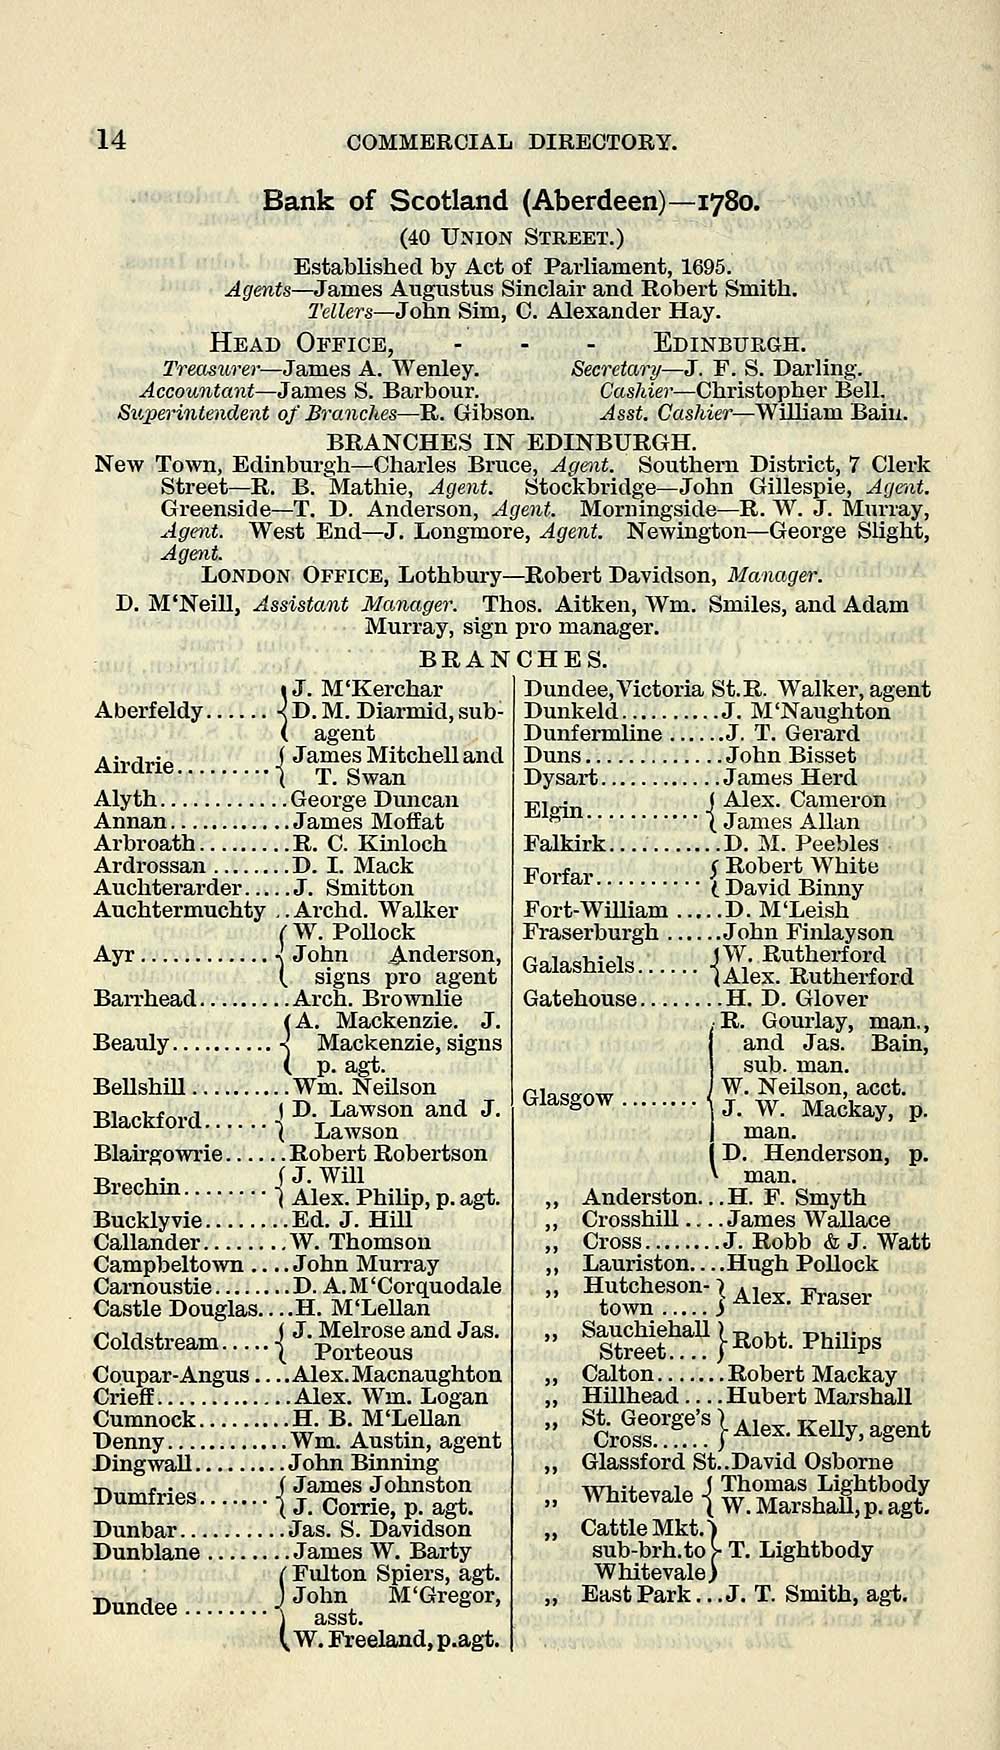 14 COMMERCIAL DIRECTORY.
Bank of Scotland (Aberdeen)—1780.
(40 UNION STREET.)
Established by Act of Parliament, 1695.
Agents—James Augustus Sinclair and Robert Smith.
Tellers—John Sim, C. Alexander Hay.
HEAD OFFICE, - - - EDINBURGH.
Treasurer—James A. Wenley. Secretary—J. F. S. Darling.
Accountant—James S. Barbour. Cashier—Christopher Bell.
Superintendent of Branches—R. Gibson. Asst. Cashier—William Bain.
BRANCHES IN EDINBURGH.
New Town, Edinburgh—Charles Bruce, Agent. Southern District, 7 Clerk
Street—R. B. Mathie, Agent. Stockbridge—John Gillespie, Agent.
Greenside—T. D. Anderson, Agent. Morningside—R. W. J. Murray,
Agent. West End—J. Longmore, Agent. Newington—George Slight,
Agent.
LONDON OFFICE, Lothbury—Robert Davidson, Manager.
D. M'Neill, Assistant Manager. Thos. Aitken, Wm. Smiles, and Adam
Murray, sign pro manager.
BRANCHES.
J. M'Kerchar
Aberfeldy...... D. M. Diarmid, sub-
agent
Airdrie......... James Mitchell and
T. Swan
Alyth............George Duncan
Annan...........James Moffat
Arbroath........R. C. Kinloch
Ardrossan .......D. I. Mack
Auchterarder.....J. Smitton
Auchtermuchty ..Archd. Walker
W. Pollock
Ayr............ John Anderson,
signs pro agent
Barrhead.........Arch. Brownlie
A. Mackenzie. J.
Beauly.......... Mackenzie, signs
p. agt.
Bellshill..........Wm. Neilson
Blackford...... D. Lawson and J.
Lawson
Blairgowrie......Robert Robertson
Brechin........ J. Will
Alex. Philip, p. agt.
Bucklyvie........Ed. J. Hill
Callander........W. Thomson
Campbeltown ....John Murray
Carnoustie.......D. A. M'Corquodale
Castle Douglas....H. M'Lellan
Coldstream..... J. Melrose and Jas.
Porteous
Coupar-Angus ....Alex. Macnaughton
Crieff............Alex. Wm. Logan
Cumnock.........H. B. M'Lellan
Denny............Wm. Austin, agent
Dingwall.........John Binning
Dumfries....... James Johnston
J. Corrie, p. agt.
Dunbar..........Jas. S. Davidson
Dunblane ........James W. Barty
Fulton Spiers, agt.
Dundee ........ John M'Gregor,
asst.
W. Freeland, p. agt.
Dundee, Victoria St. R. Walker, agent
Dunkeld..........J. M'Naughton
Dunfermline ......J. T. Gerard
Duns..............John Bisset
Dysart............James Herd
Elgin........... Alex. Cameron
James Allan
Falkirk...........D. M. Peebles
Forfar.......... Robert White
David Binny
Fort-William .....D. M'Leish
Fraserburgh ......John Finlayson
Galashiels...... W. Rutherford
Alex. Rutherford
Gatehouse........H. D. Glover
R. Gourlay, man.,
and Jas. Bain,
sub. man.
Glasgow ........ W. Neilson, acct.
J. W. Mackay, p.
man.
D. Henderson, p.
man.
„ Anderston...H. F. Smyth
„ Crosshill ....James Wallace
„ Cross........J. Robb & J. Watt
„ Lauriston....Hugh Pollock
„ Hutcheson-
town ..... Alex. Fraser
„ Sauchiehall
Street.... Robt. Philips
„ Calton.......Robert Mackay
„ Hillhead.....Hubert Marshall
„ St. George's
Cross...... Alex. Kelly, agent
„ Glassford St..David Osborne
„ Whitevale Thomas Lightbody
W. Marshall, p. agt.
„ Cattle Mkt.
sub-brh. to T. Lightbody
Whitevale
„ East Park...J. T. Smith, agt.